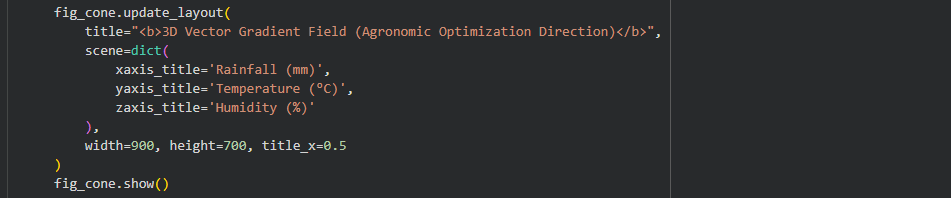 fig_cone.update_layout(
title="<b>3D Vector Gradient Field (Agronomic Optimization Direction)</b>",
scene=dict(
xaxis_title='Rainfall (mm)',
yaxis_title='Temperature (°C)',
zaxis_title='Humidity (%)'
),
width=900, height=700, title_x=0.5
)
fig_cone.show()